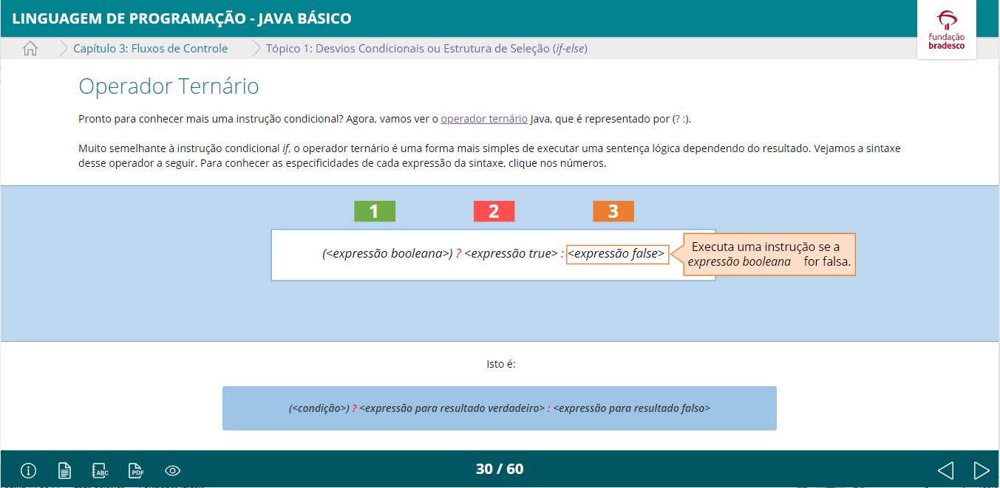 LINGUAGEM DE PROGRAMAÇÃO - JAVA BÁSICO
fundação
bradesco
Capítulo 3: Fluxos de Controle
Tópico 1: Desvios Condicionais ou Estrutura de Seleção (if-else)
Operador Ternário
Pronto para conhecer mais uma instrução condicional? Agora, vamos ver o operador ternário Java, que é representado por (? :).
Muito semelhante à instrução condicional if, o operador ternário é uma forma mais simples de executar uma sentença lógica dependendo do resultado. Vejamos a sintaxe
desse operador a seguir. Para conhecer as especificidades de cada expressão da sintaxe, clique nos números.
1 2 3
(<expressão booleana>) ? <expressão true> : <expressão false>
Executa uma instrução se a
expressão booleana for falsa.
Isto é:
(<condição>) ? <expressão para resultado verdadeiro> : <expressão para resultado falso>
ABC
PDF
30 / 60